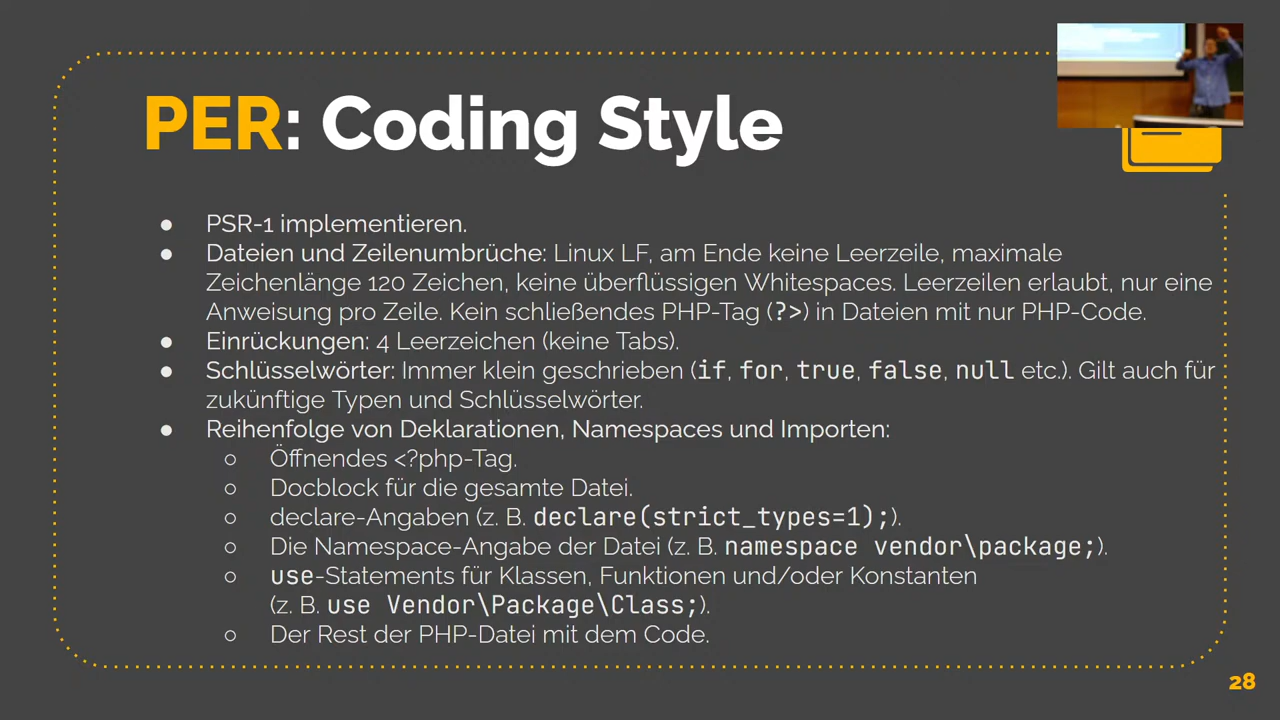 PER: Coding Style
● PSR-1 implementieren.
● Dateien und Zeilenumbrüche: Linux LF, am Ende keine Leerzeile, maximale
Zeichenlänge 120 Zeichen, keine überflüssigen Whitespaces. Leerzeilen erlaubt, nur eine
Anweisung pro Zeile. Kein schließendes PHP-Tag (?>) in Dateien mit nur PHP-Code.
● Einrückungen: 4 Leerzeichen (keine Tabs).
● Schlüsselwörter: Immer klein geschrieben (if, for, true, false, null etc.). Gilt auch für
zukünftige Typen und Schlüsselwörter.
● Reihenfolge von Deklarationen, Namespaces und Importen:
○ Öffnendes <?php-Tag.
○ Docblock für die gesamte Datei.
○ declare-Angaben (z. B. declare(strict_types=1);).
○ Die Namespace-Angabe der Datei (z. B. namespace vendor\package;).
○ use-Statements für Klassen, Funktionen und/oder Konstanten
(z. B. use Vendor\Package\Class;).
○ Der Rest der PHP-Datei mit dem Code.
28